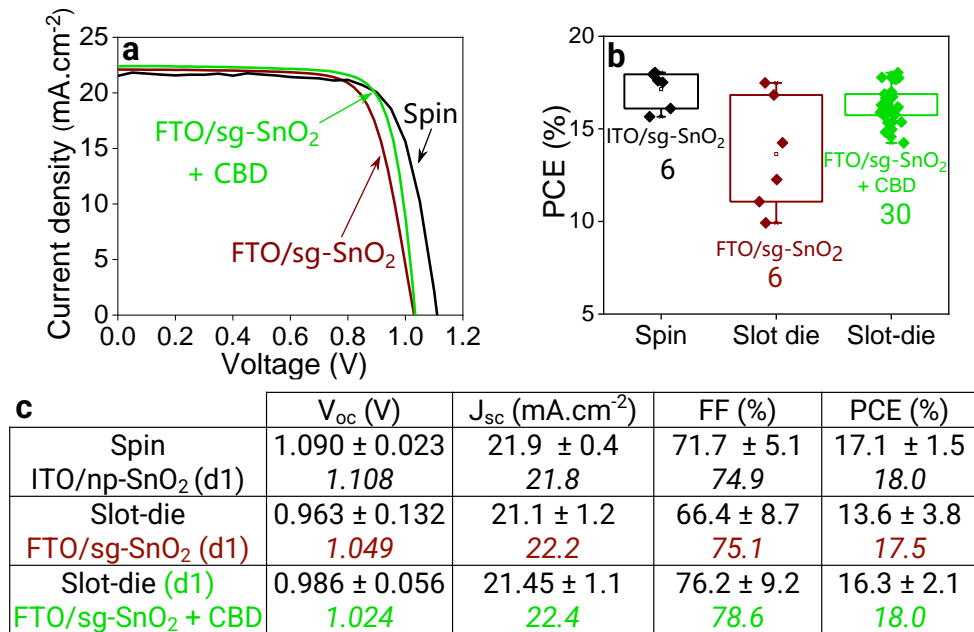 a
25
20
15
10
5
0
Current density (mA.cm⁻²)
0.0 0.2 0.4 0.6 0.8 1.0 1.2
Voltage (V)
FTO/sg-SnO₂
+ CBD
Spin
FTO/sg-SnO₂
b
20
15
10
5
PCE (%)
ITO/sg-SnO₂
6
FTO/sg-SnO₂
6
FTO/sg-SnO₂
+ CBD
30
Spin Slot die Slot-die
c V_oc (V) J_sc (mA.cm⁻²) FF (%) PCE (%)
Spin 1.090 ± 0.023 21.9 ± 0.4 71.7 ± 5.1 17.1 ± 1.5
ITO/np-SnO₂ (d1) 1.108 21.8 74.9 18.0
Slot-die 0.963 ± 0.132 21.1 ± 1.2 66.4 ± 8.7 13.6 ± 3.8
FTO/sg-SnO₂ (d1) 1.049 22.2 75.1 17.5
Slot-die (d1) 0.986 ± 0.056 21.45 ± 1.1 76.2 ± 9.2 16.3 ± 2.1
FTO/sg-SnO₂ + CBD 1.024 22.4 78.6 18.0